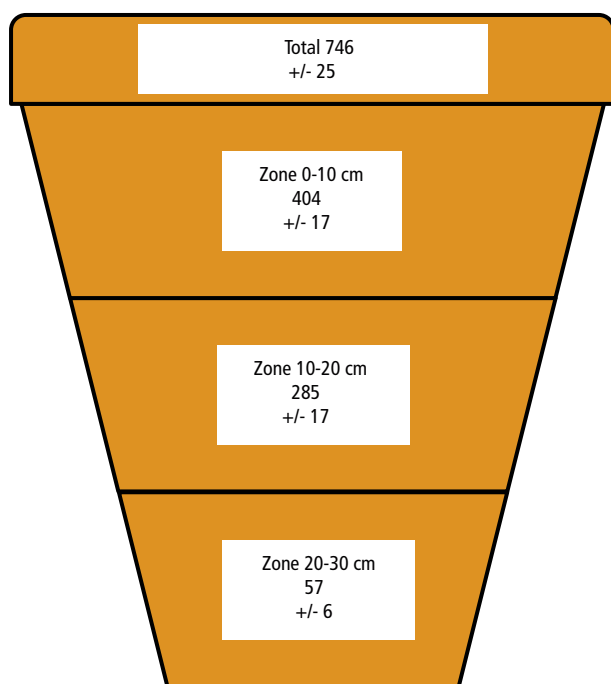 Total 746
+/- 25
Zone 0-10 cm
404
+/- 17
Zone 10-20 cm
285
+/- 17
Zone 20-30 cm
57
+/- 6